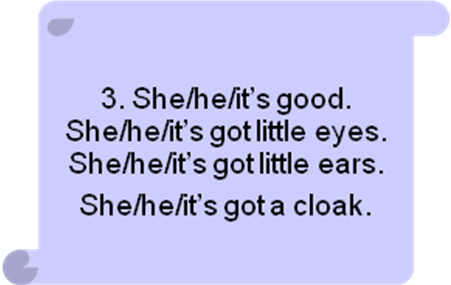 3. She/he/it's good.
She/he/it's got little eyes.
She/he/it's got little ears.
She/he/it's got a cloak.